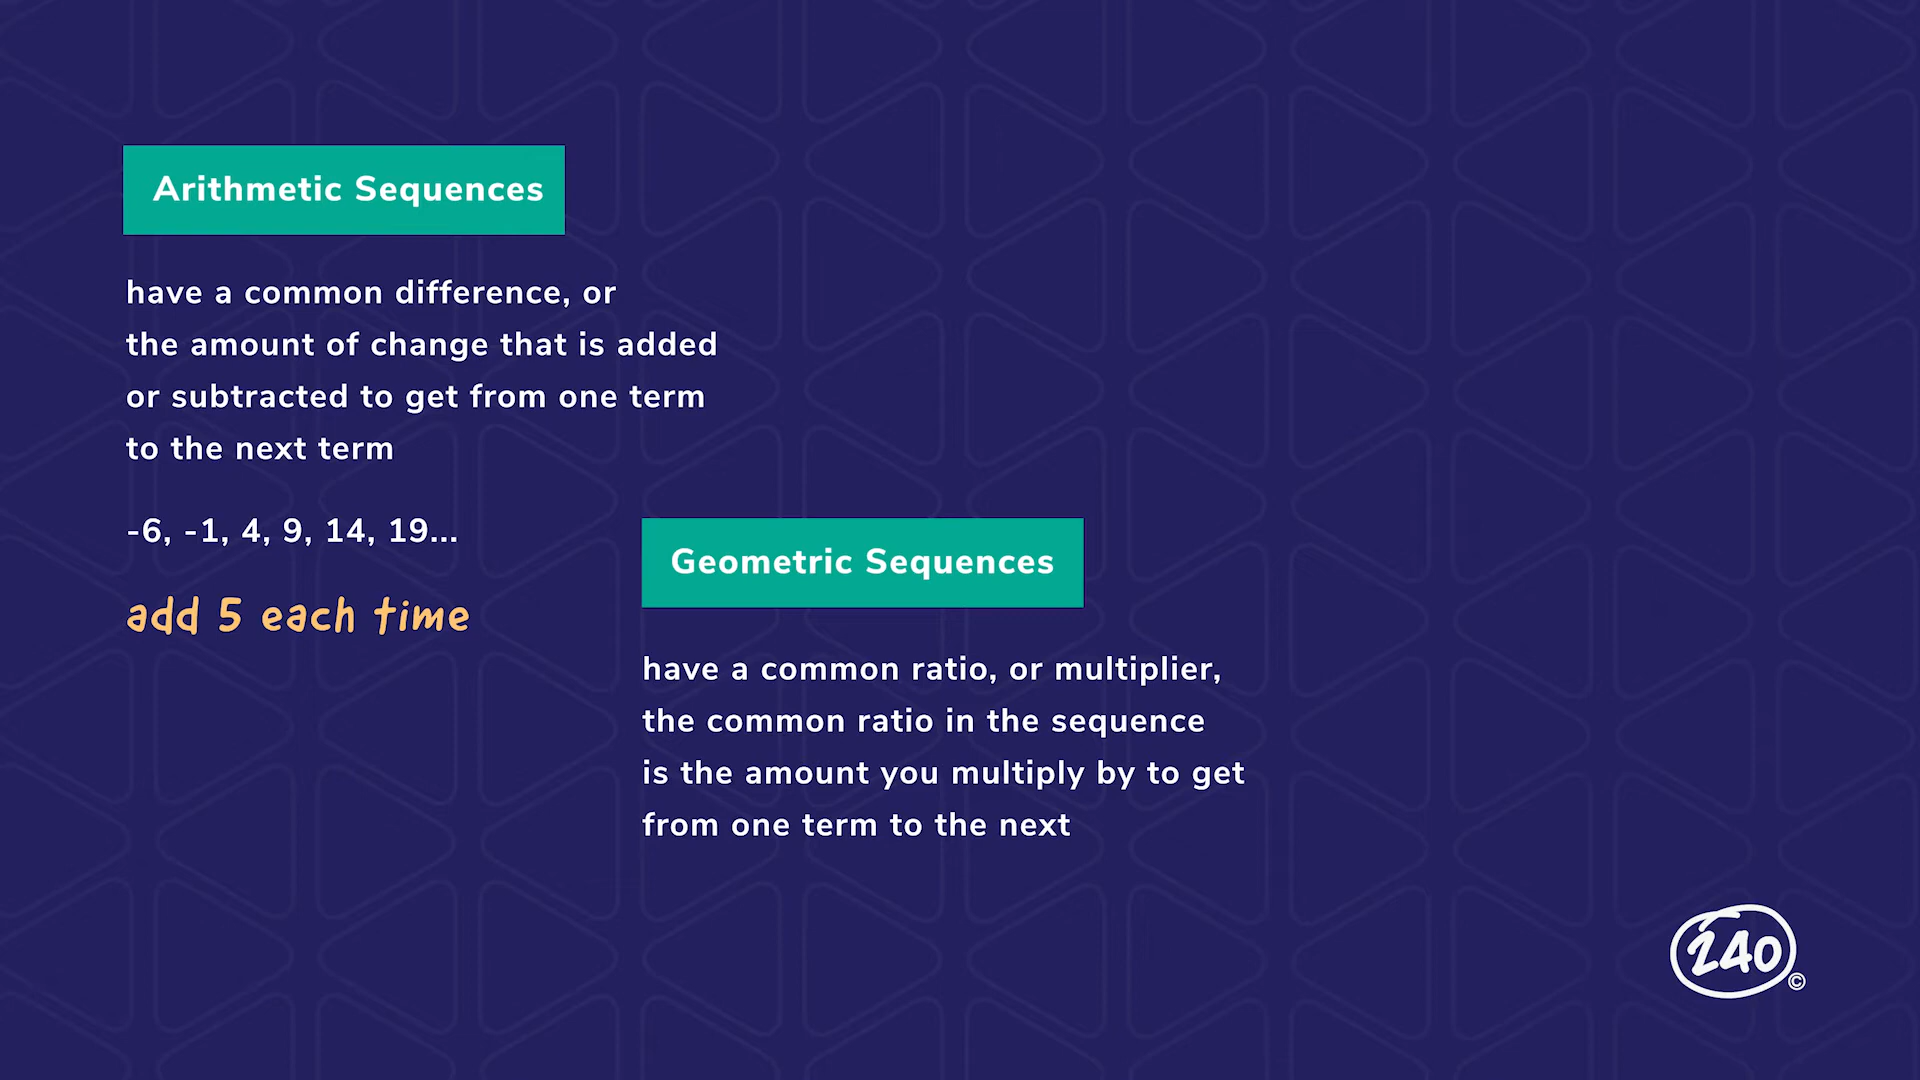 Arithmetic Sequences
have a common difference, or
the amount of change that is added
or subtracted to get from one term
to the next term
-6, -1, 4, 9, 14, 19...
add 5 each time
Geometric Sequences
have a common ratio, or multiplier,
the common ratio in the sequence
is the amount you multiply by to get
from one term to the next
240
©